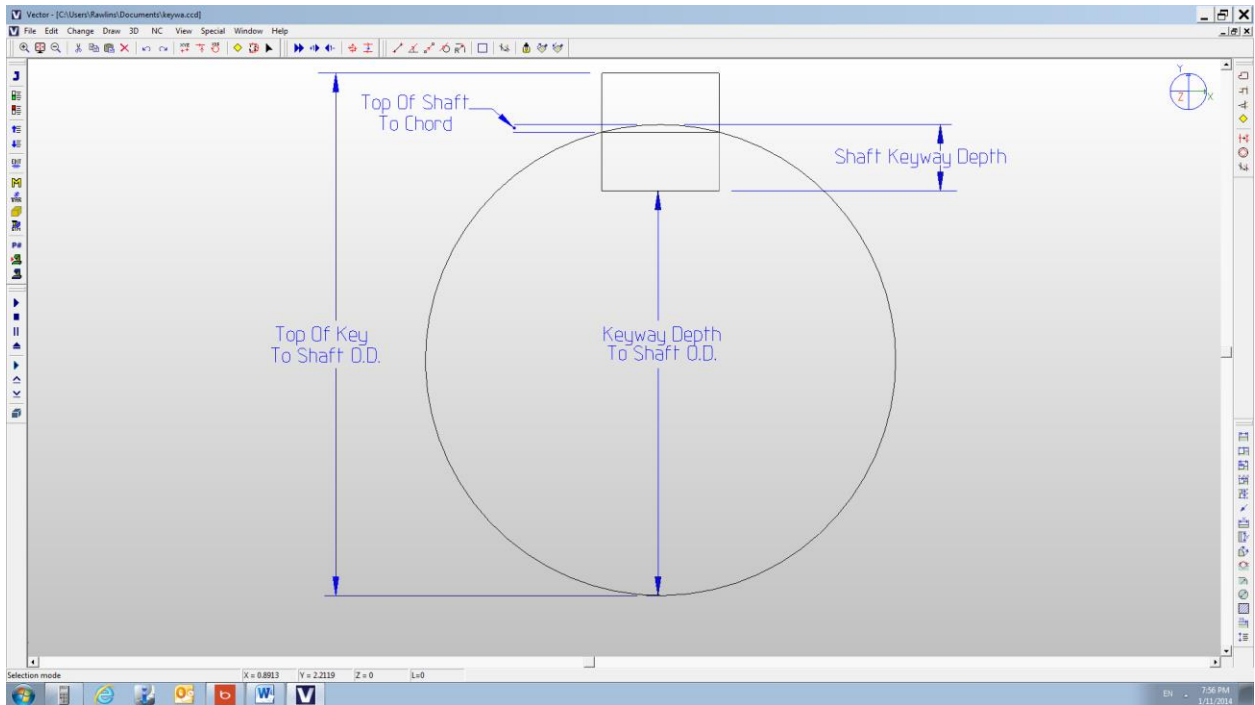 Vector - [C:\Users\Rawlins\Documents\keywa.ccd]
File Edit Change Draw 3D NC View Special Window Help
Top Of Shaft
To Chord
Shaft Keyway Depth
Top Of Key
To Shaft O.D.
Keyway Depth
To Shaft O.D.
Y
Z
X
Selection mode
X = 0.8913
Y = 2.2119
Z = 0
L=0
EN
7:56 PM
1/11/2014